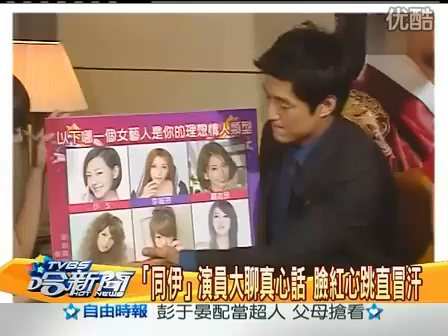 优酷
以下哪一個女藝人是你的理想情人類型
小S
TVBS
哈新聞
HOT NEWS
「同伊」演員大聊真心話 臉紅心跳直冒汗
自由時報 彭于晏配當超人 父母搶看